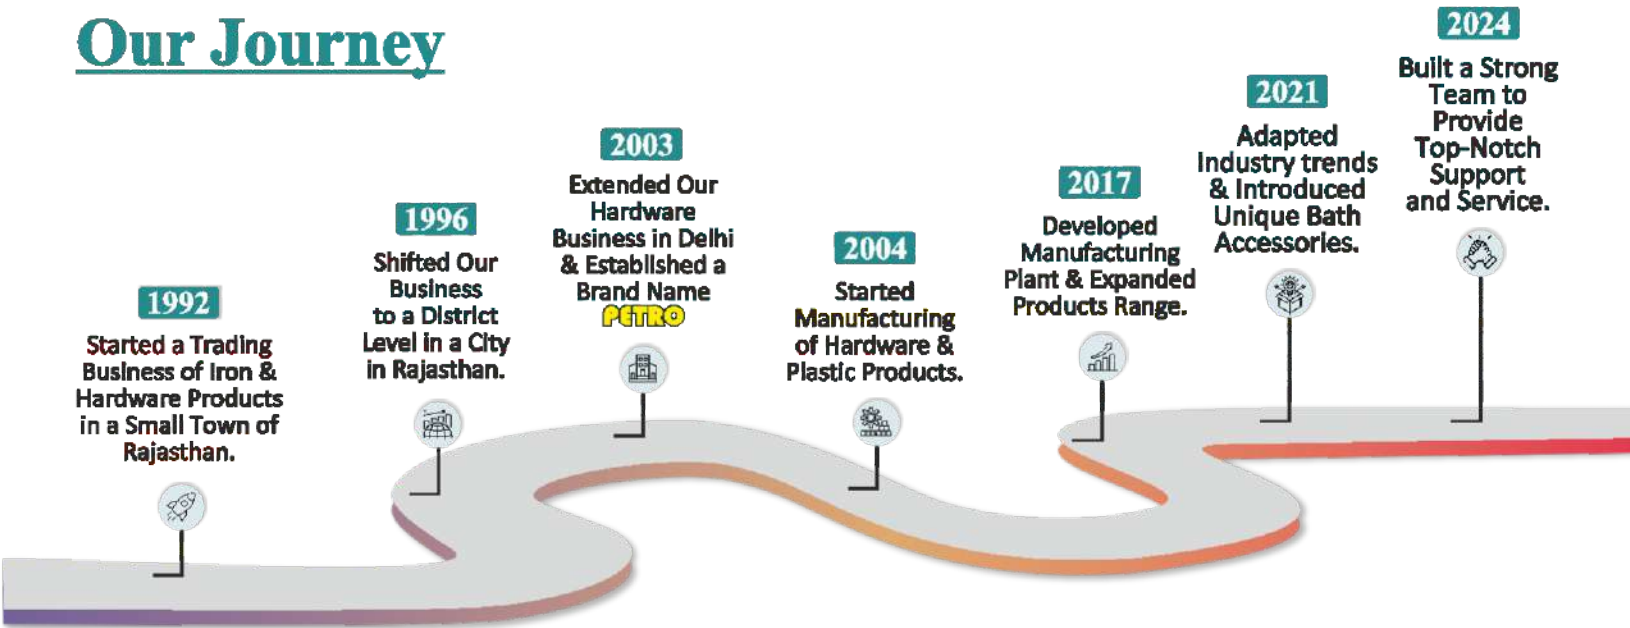 Our Journey
1992
Started a Trading
Business of Iron &
Hardware Products
in a Small Town of
Rajasthan.
1996
Shifted Our
Business
to a District
Level in a City
in Rajasthan.
2003
Extended Our
Hardware
Business in Delhi
& Established a
Brand Name
PETRO
2004
Started
Manufacturing
of Hardware &
Plastic Products.
2017
Developed
Manufacturing
Plant & Expanded
Products Range.
2021
Adapted
Industry trends
& Introduced
Unique Bath
Accessories.
2024
Built a Strong
Team to
Provide
Top-Notch
Support
and Service.